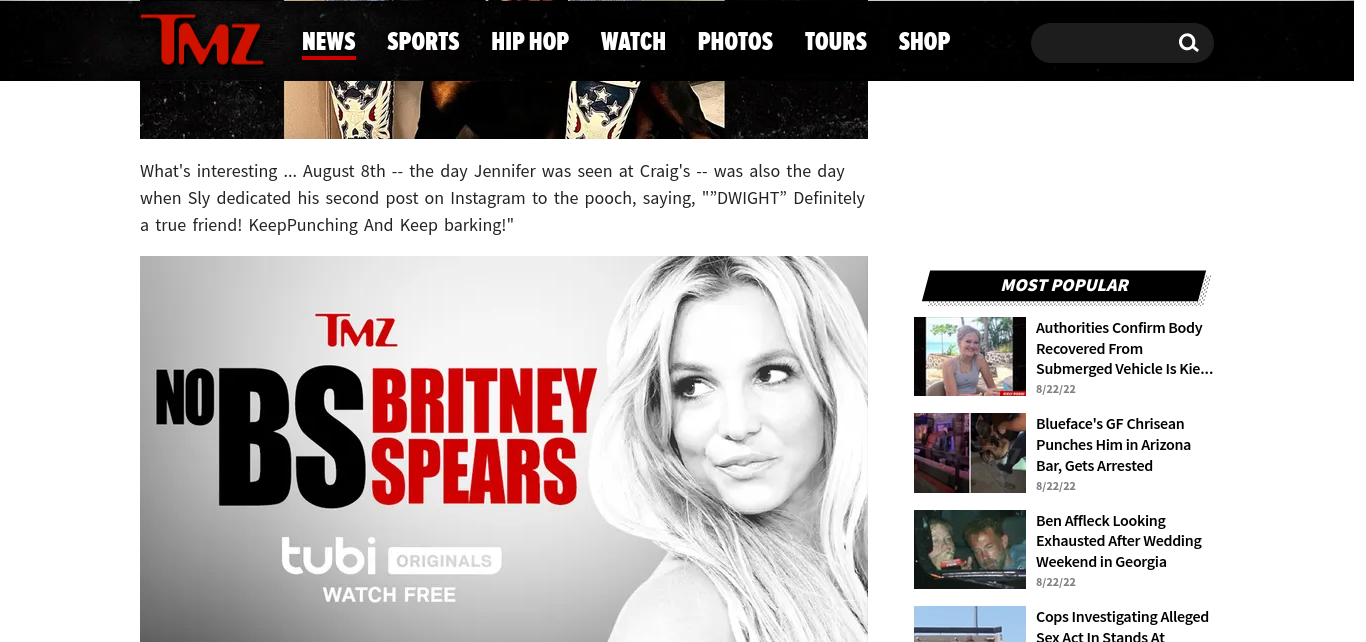 TMZ
NEWS
SPORTS
HIP HOP
WATCH
PHOTOS
TOURS
SHOP
What's interesting ... August 8th -- the day Jennifer was seen at Craig's -- was also the day
when Sly dedicated his second post on Instagram to the pooch, saying, "”DWIGHT” Definitely
a true friend! KeepPunching And Keep barking!"
TMZ
NO BS BRITNEY
SPEARS
tubi ORIGINALS
WATCH FREE
MOST POPULAR
Authorities Confirm Body
Recovered From
Submerged Vehicle Is Kie...
8/22/22
Blueface's GF Chrisean
Punches Him in Arizona
Bar, Gets Arrested
8/22/22
Ben Affleck Looking
Exhausted After Wedding
Weekend in Georgia
8/22/22
Cops Investigating Alleged
Sex Act In Stands At